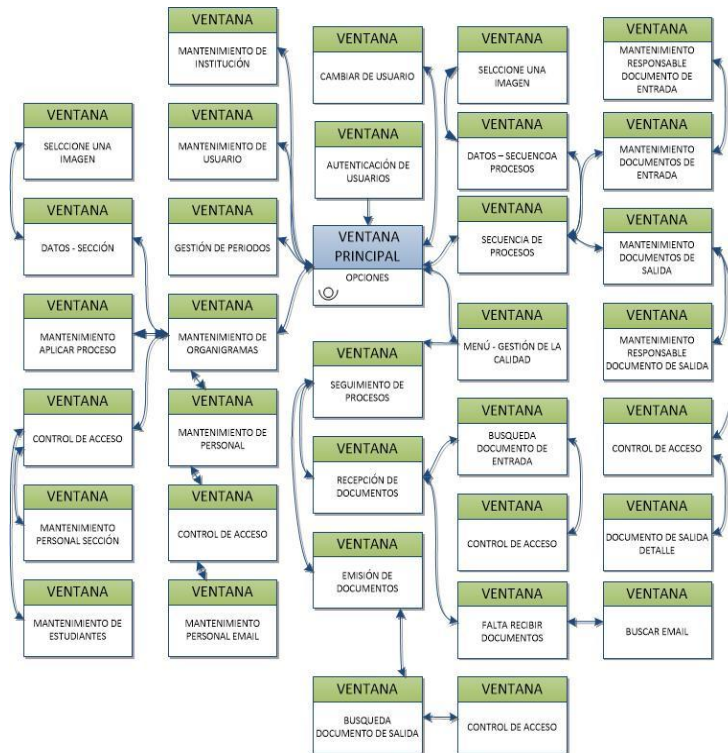 VENTANA
MANTENIMIENTO DE
INSTITUCIÓN
VENTANA
CAMBIAR DE USUARIO
VENTANA
SELCCIONE UNA
IMAGEN
VENTANA
MANTENIMIENTO
RESPONSABLE
DOCUMENTO DE
ENTRADA
VENTANA
SELCCIONE UNA
IMAGEN
VENTANA
MANTENIMIENTO DE
USUARIO
VENTANA
AUTENTICACIÓN DE
USUARIOS
VENTANA
DATOS – SECUENCOA
PROCESOS
VENTANA
MANTENIMIENTO
DOCUMENTOS DE
ENTRADA
VENTANA
DATOS - SECCIÓN
VENTANA
GESTIÓN DE PERIODOS
VENTANA
PRINCIPAL
OPCIONES
VENTANA
SECUENCIA DE
PROCESOS
VENTANA
MANTENIMIENTO
DOCUMENTOS DE
SALIDA
VENTANA
MANTENIMIENTO
APLICAR PROCESO
VENTANA
MANTENIMIENTO DE
ORGANIGRAMAS
VENTANA
SEGUIMIENTO DE
PROCESOS
VENTANA
MENÚ - GESTIÓN DE LA
CALIDAD
VENTANA
MANTENIMIENTO
RESPONSABLE
DOCUMENTO DE SALIDA
VENTANA
CONTROL DE ACCESO
VENTANA
MANTENIMIENTO DE
PERSONAL
VENTANA
RECEPCIÓN DE
DOCUMENTOS
VENTANA
BUSQUEDA
DOCUMENTO DE
ENTRADA
VENTANA
CONTROL DE ACCESO
VENTANA
MANTENIMIENTO
PERSONAL SECCIÓN
VENTANA
CONTROL DE ACCESO
VENTANA
EMISIÓN DE
DOCUMENTOS
VENTANA
CONTROL DE ACCESO
VENTANA
DOCUMENTO DE SALIDA
DETALLE
VENTANA
MANTENIMIENTO DE
ESTUDIANTES
VENTANA
MANTENIMIENTO
PERSONAL EMAIL
VENTANA
FALTA RECIBIR
DOCUMENTOS
VENTANA
BUSCAR EMAIL
VENTANA
BUSQUEDA
DOCUMENTO DE SALIDA
VENTANA
CONTROL DE ACCESO